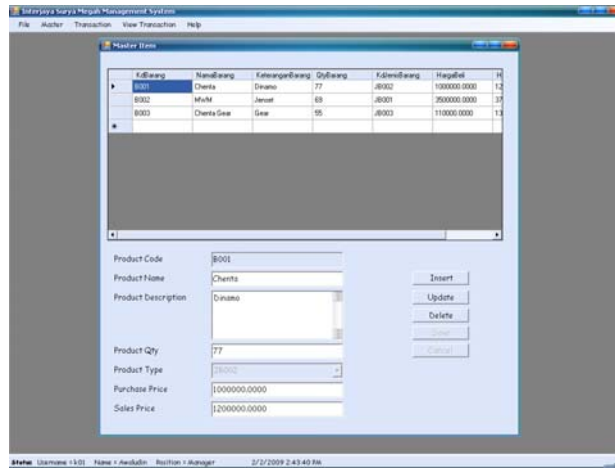 Interjaya Surya Megah Management System
File Master Transaction View Transaction Help
Master Item
KdBarang NamaBarang KeteranganBarang QtyBarang KdJenisBarang HargaBeli H
B001 Chenta Dinamo 77 JB002 1000000.0000 12
B002 MwM Jenset 69 JB001 3500000.0000 37
B003 Chenta Gear Gear 55 JB003 110000.0000 13
Product Code B001
Product Name Chenta Insert
Product Description Dinamo Update
Delete
Save
Product Qty 77 Cancel
Product Type JB002
Purchase Price 1000000.0000
Sales Price 1200000.0000
Status Username = k01 Name = Awaludin Position = Manager 2/2/2009 2:43:40 PM